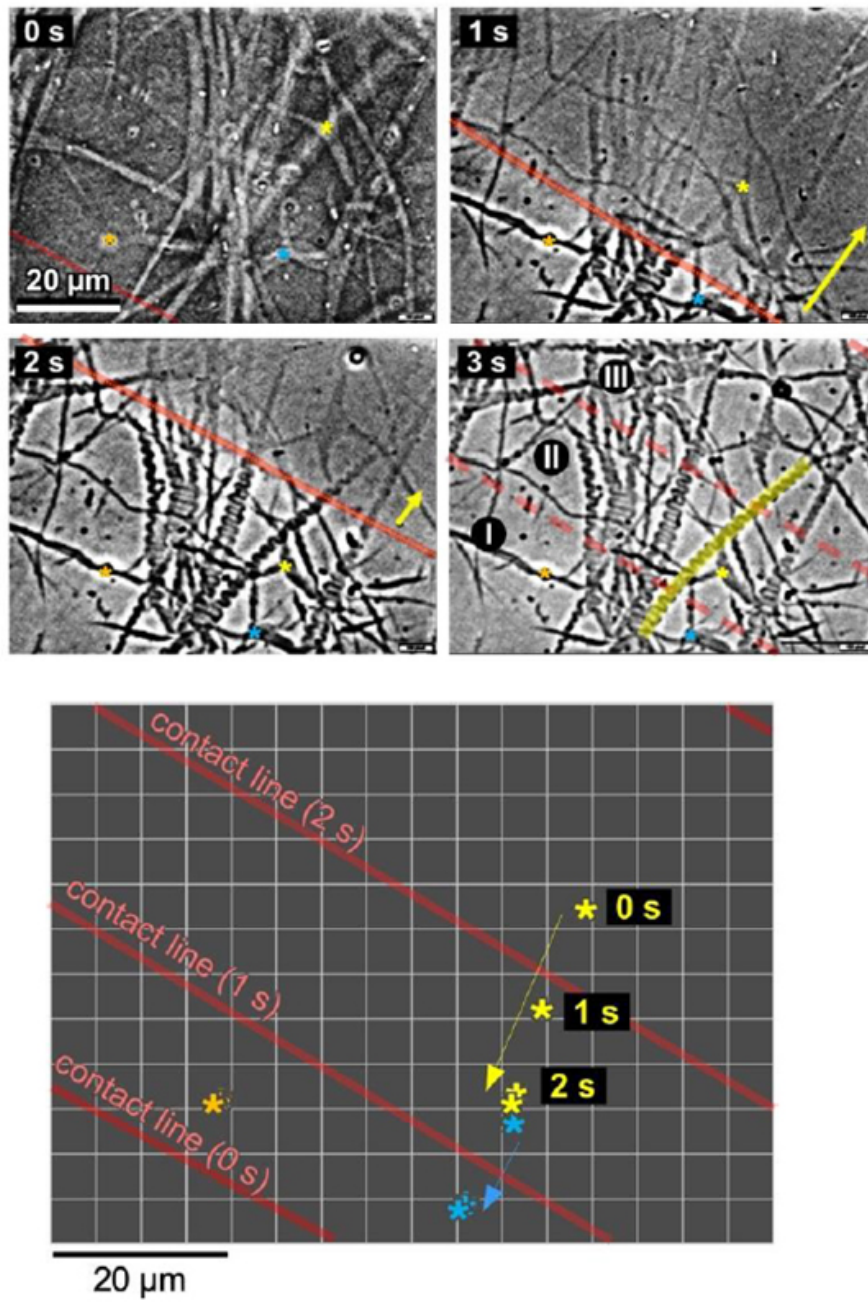 0 s
20 µm
1 s
2 s
3 s
III
II
I
contact line (2 s)
contact line (1 s)
contact line (0 s)
0 s
1 s
2 s
20 µm